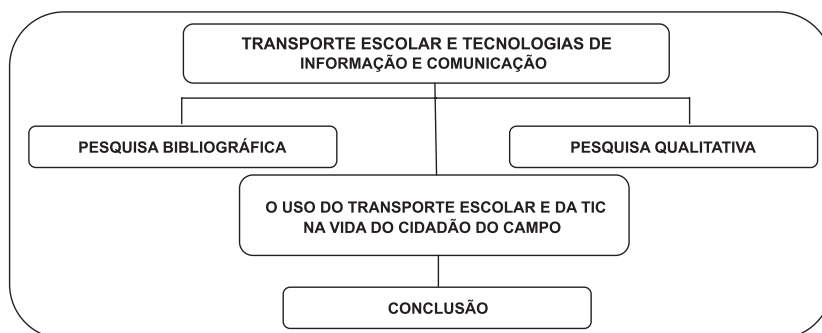 TRANSPORTE ESCOLAR E TECNOLOGIAS DE
INFORMAÇÃO E COMUNICAÇÃO
PESQUISA BIBLIOGRÁFICA
PESQUISA QUALITATIVA
O USO DO TRANSPORTE ESCOLAR E DA TIC
NA VIDA DO CIDADÃO DO CAMPO
CONCLUSÃO